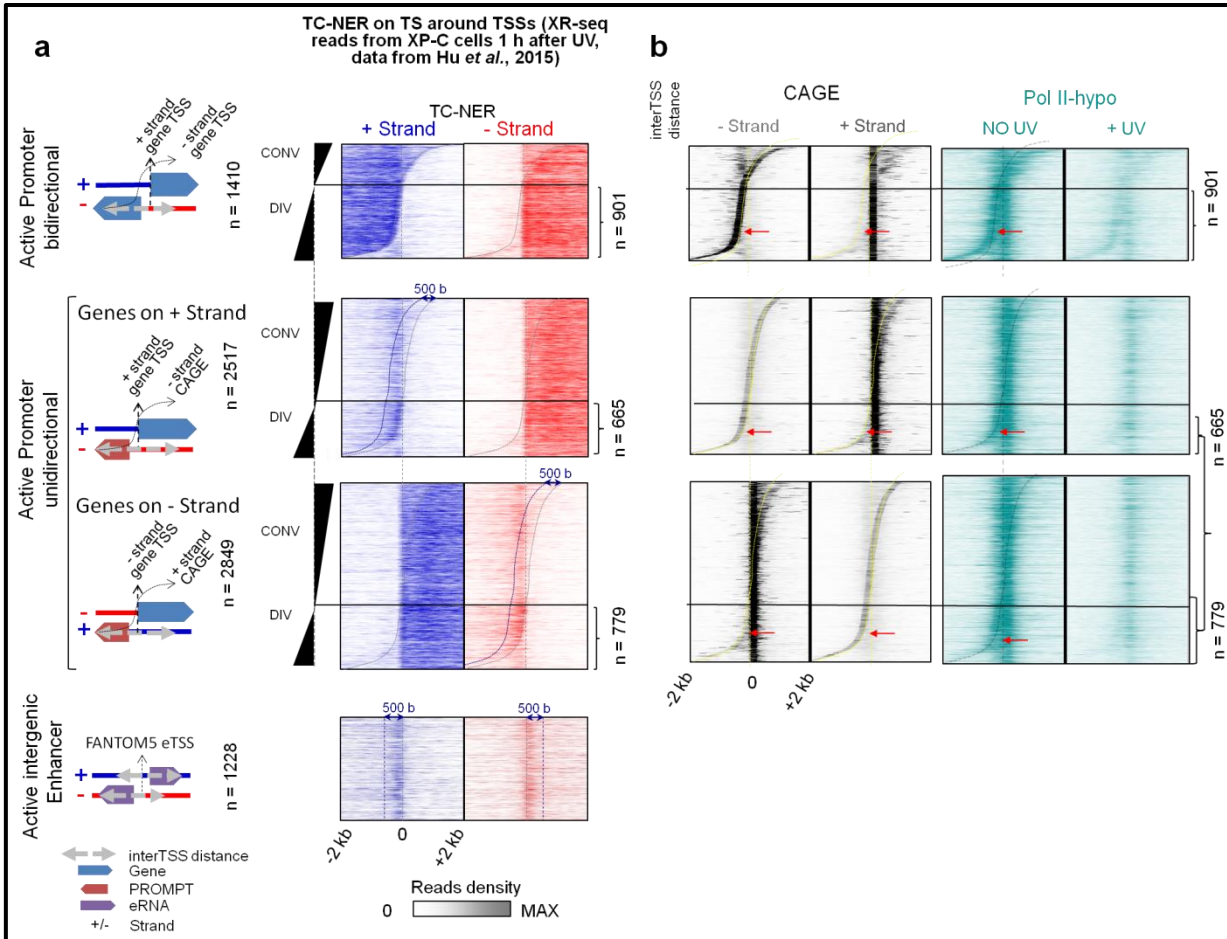 a
TC-NER on TS around TSSs (XR-seq
reads from XP-C cells 1 h after UV,
data from Hu et al., 2015)
TC-NER
+ Strand
- Strand
Active Promoter
bidirectional
+ strand
gene TSS
- strand
gene TSS
+
-
n = 1410
CONV
DIV
n = 901
Active Promoter
unidirectional
Genes on + Strand
+ strand
gene TSS
- strand
CAGE
+
-
n = 2517
CONV
DIV
500 b
n = 665
Genes on - Strand
- strand
gene TSS
+ strand
CAGE
-
+
n = 2849
CONV
DIV
500 b
n = 779
Active intergenic
Enhancer
FANTOM5 eTSS
+
-
n = 1228
500 b
500 b
-2 kb
0
+2 kb
interTSS distance
Gene
PROMPT
eRNA
+/- Strand
Reads density
0
MAX
b
interTSS
distance
CAGE
- Strand
+ Strand
Pol II-hypo
NO UV
+ UV
n = 901
n = 665
n = 779
-2 kb
0
+2 kb